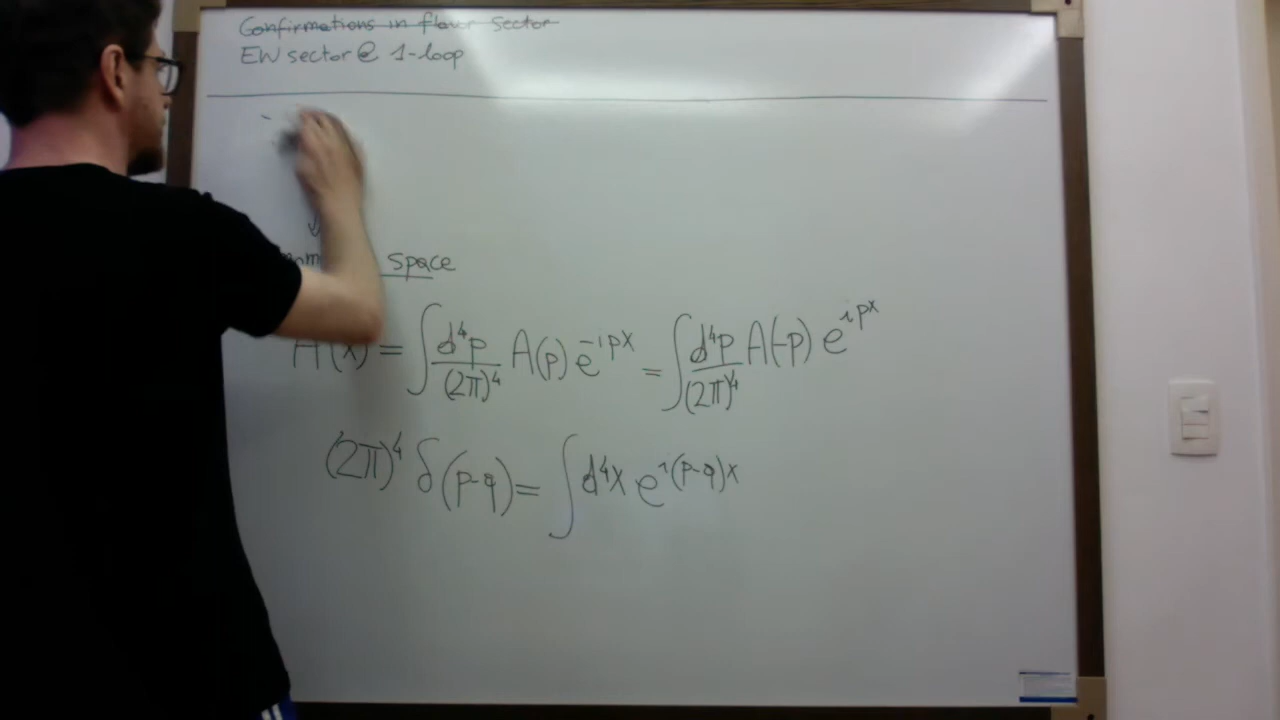 Confirmations in flavor sector
EW sector @ 1-loop
space
A(x) = ∫ d⁴p/(2π)⁴ A(p) e^{-ipx} = ∫ d⁴p/(2π)⁴ A(-p) e^{ipx}
(2π)⁴ δ(p-q) = ∫ d⁴x e^{i(p-q)x}